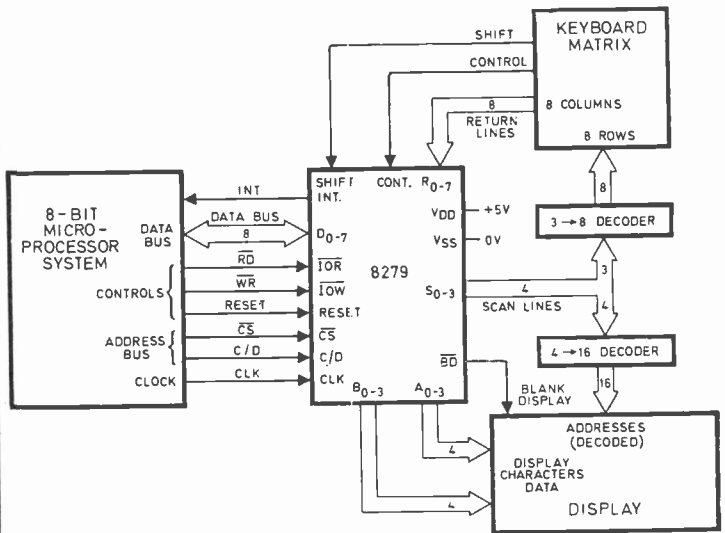 KEYBOARD
MATRIX
SHIFT
CONTROL
8
RETURN
LINES
8 COLUMNS
8 ROWS
8
3→8 DECODER
3
4
4→16 DECODER
16
8-BIT
MICRO-
PROCESSOR
SYSTEM
DATA
BUS
CONTROLS
ADDRESS
BUS
CLOCK
INT
DATA BUS
8
RD
WR
RESET
CS
C/D
CLK
SHIFT CONT. R0-7
INT.
D0-7
IOR
IOW
RESET
CS
C/D
CLK
8279
VDD
+5V
VSS
0V
S0-3
4
SCAN LINES
BD
B0-3 A0-3
BLANK
DISPLAY
4
4
ADDRESSES
(DECODED)
DISPLAY
CHARACTERS
DATA
DISPLAY